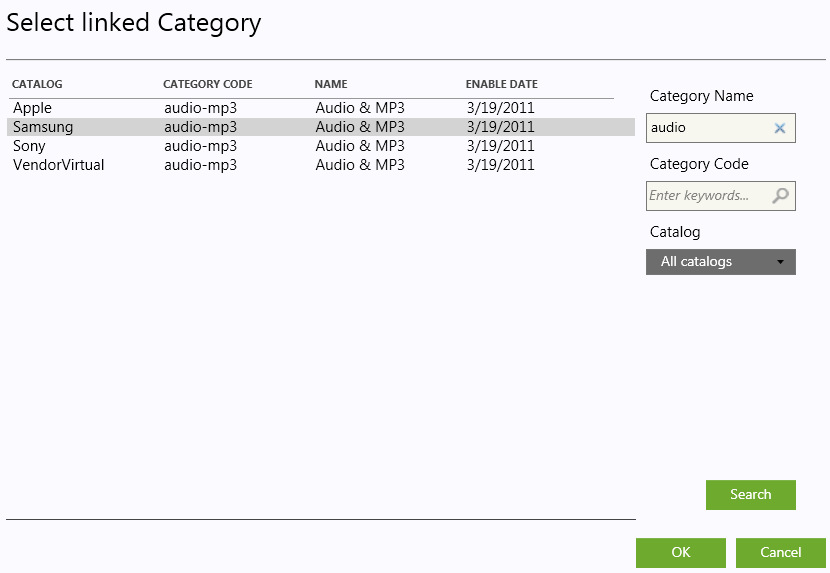 Select linked Category
CATALOG CATEGORY CODE NAME ENABLE DATE
Apple audio-mp3 Audio & MP3 3/19/2011
Samsung audio-mp3 Audio & MP3 3/19/2011
Sony audio-mp3 Audio & MP3 3/19/2011
VendorVirtual audio-mp3 Audio & MP3 3/19/2011
Category Name
audio
Category Code
Enter keywords...
Catalog
All catalogs
Search
OK Cancel